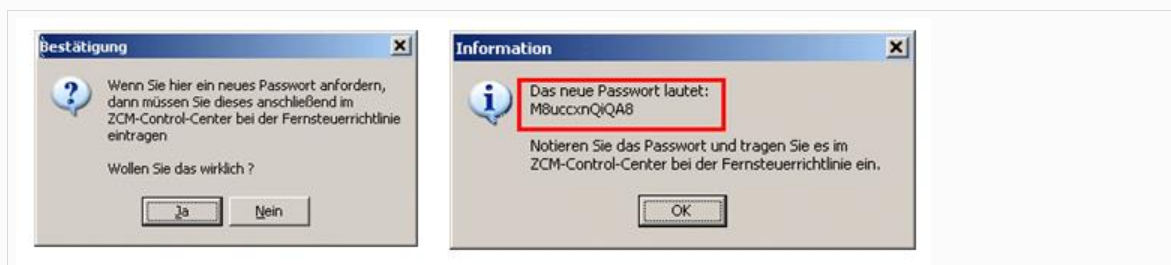 Bestätigung
Wenn Sie hier ein neues Passwort anfordern,
dann müssen Sie dieses anschließend im
ZCM-Control-Center bei der Fernsteuerrichtlinie
eintragen
Wollen Sie das wirklich ?
Ja
Nein
Information
Das neue Passwort lautet:
M8uccxnQiQA8
Notieren Sie das Passwort und tragen Sie es im
ZCM-Control-Center bei der Fernsteuerrichtlinie ein.
OK